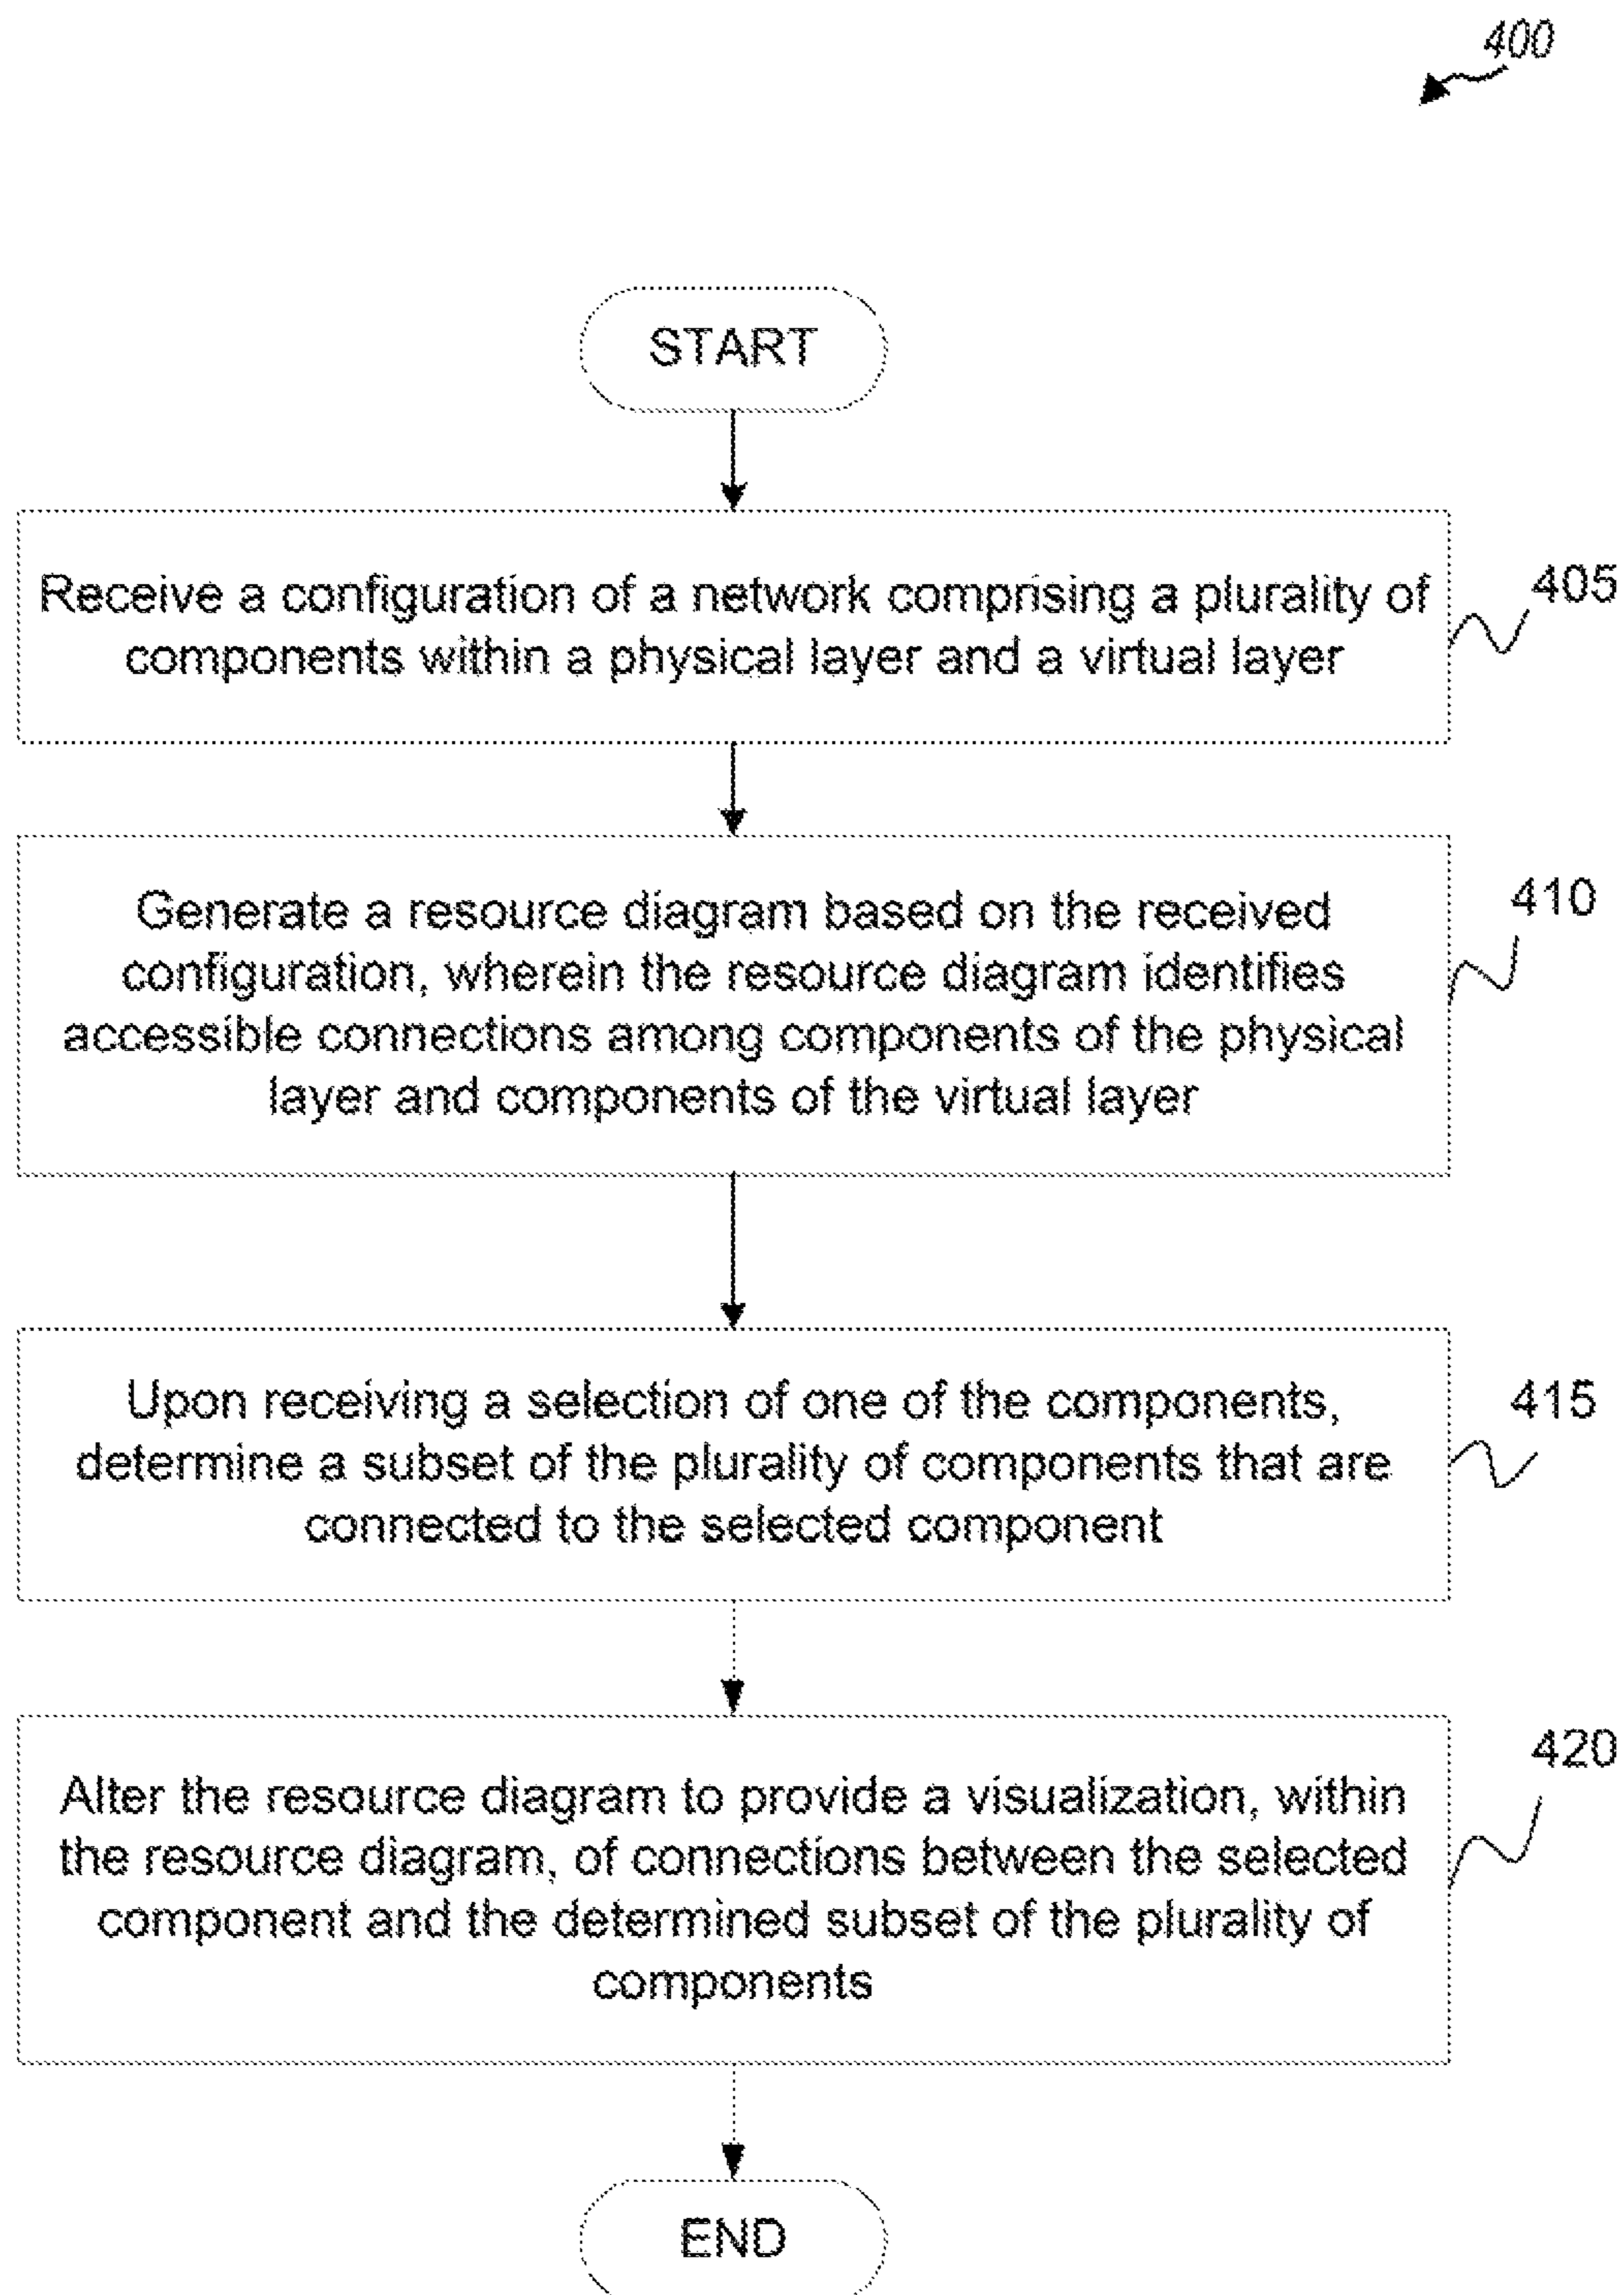 400
START
Receive a configuration of a network comprising a plurality of
components within a physical layer and a virtual layer
405
Generate a resource diagram based on the received
configuration, wherein the resource diagram identifies
accessible connections among components of the physical
layer and components of the virtual layer
410
Upon receiving a selection of one of the components,
determine a subset of the plurality of components that are
connected to the selected component
415
Alter the resource diagram to provide a visualization, within
the resource diagram, of connections between the selected
component and the determined subset of the plurality of
components
420
END